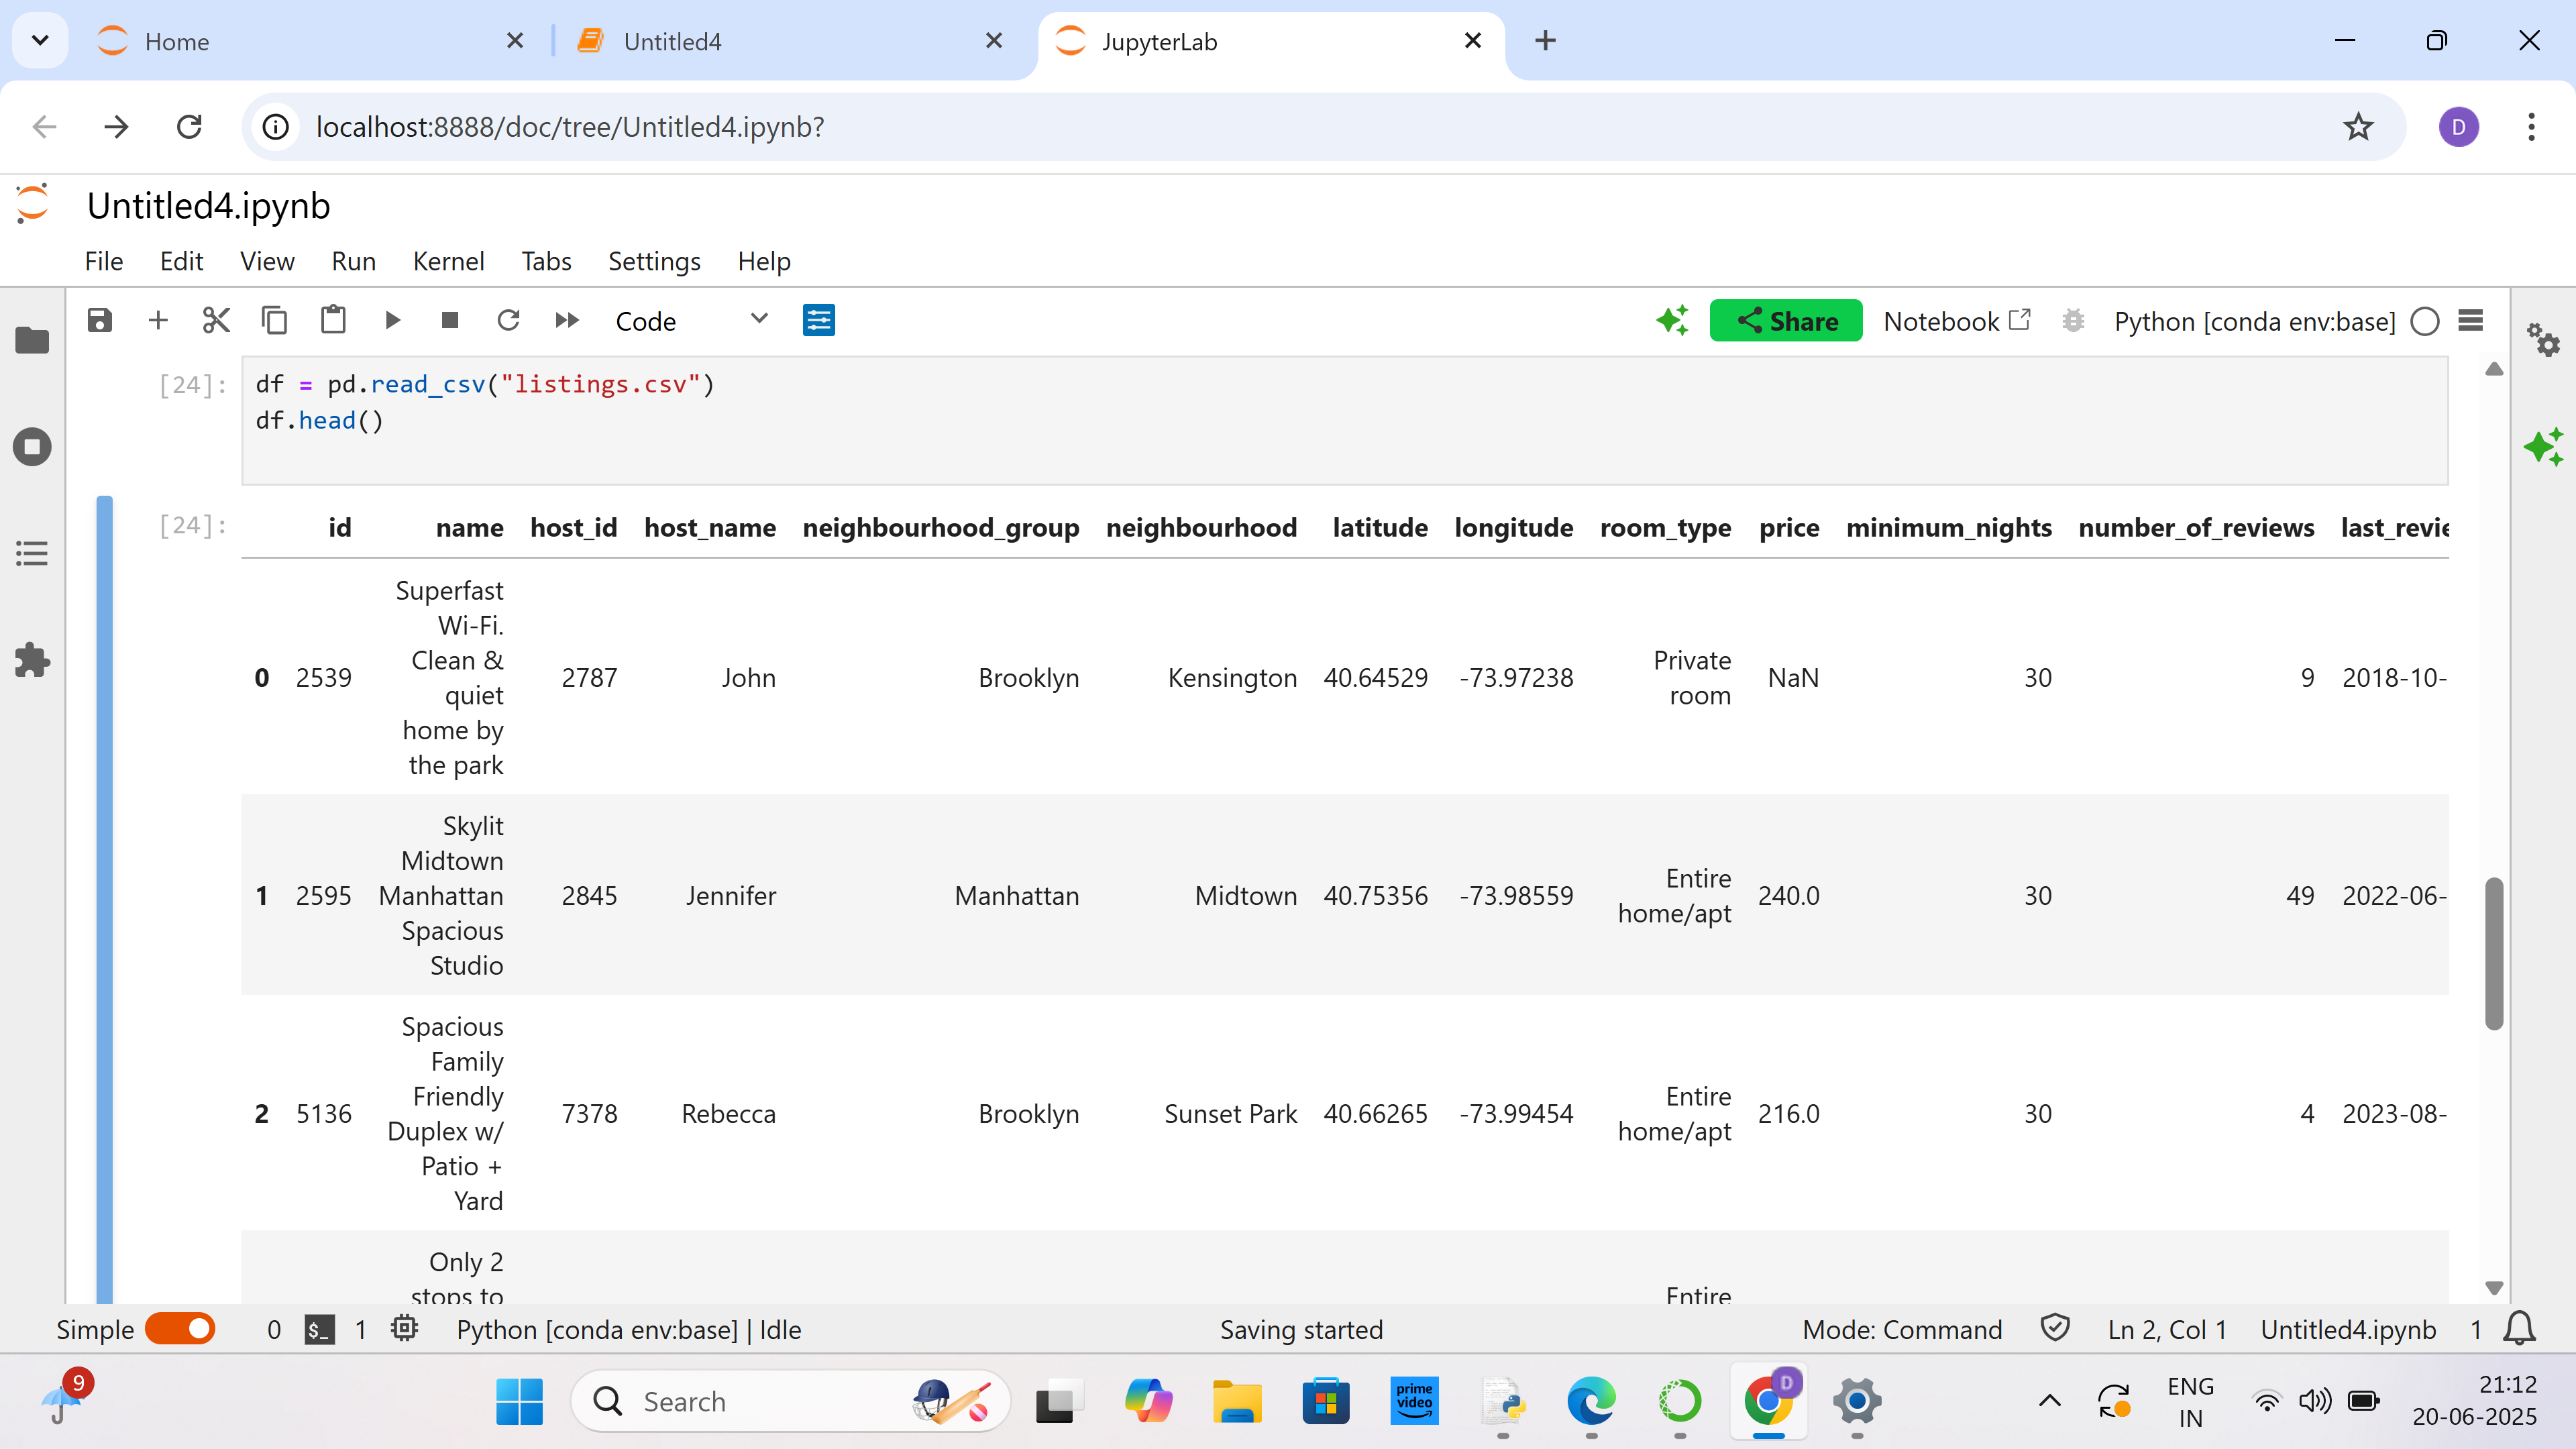 Home
Untitled4
JupyterLab
localhost:8888/doc/tree/Untitled4.ipynb?
D
Untitled4.ipynb
File Edit View Run Kernel Tabs Settings Help
Code
Share
Notebook
Python [conda env:base]
[24]:
df = pd.read_csv("listings.csv")
df.head()
[24]:
id name host_id host_name neighbourhood_group neighbourhood latitude longitude room_type price minimum_nights number_of_reviews last_revie
0 2539 Superfast Wi-Fi. Clean & quiet home by the park 2787 John Brooklyn Kensington 40.64529 -73.97238 Private room NaN 30 9 2018-10-
1 2595 Skylit Midtown Manhattan Spacious Studio 2845 Jennifer Manhattan Midtown 40.75356 -73.98559 Entire home/apt 240.0 30 49 2022-06-
2 5136 Spacious Family Friendly Duplex w/ Patio + Yard 7378 Rebecca Brooklyn Sunset Park 40.66265 -73.99454 Entire home/apt 216.0 30 4 2023-08-
Only 2 stops to Entire
Simple 0 $_ 1 Python [conda env:base] | Idle Saving started Mode: Command Ln 2, Col 1 Untitled4.ipynb 1
9
Search
prime video
D
ENG
IN
21:12
20-06-2025